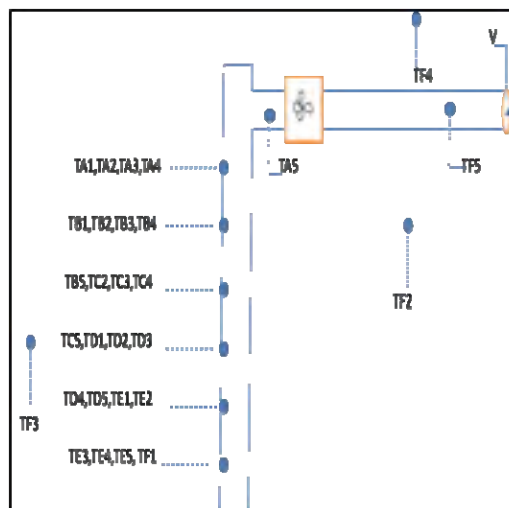 V
TF4
TA1,TA2,TA3,TA4
TA5
TF5
TB1,TB2,TB3,TB4
TB5,TC2,TC3,TC4
TF2
TC5,TD1,TD2,TD3
TD4,TD5,TE1,TE2
TF3
TE3,TE4,TE5, TF1